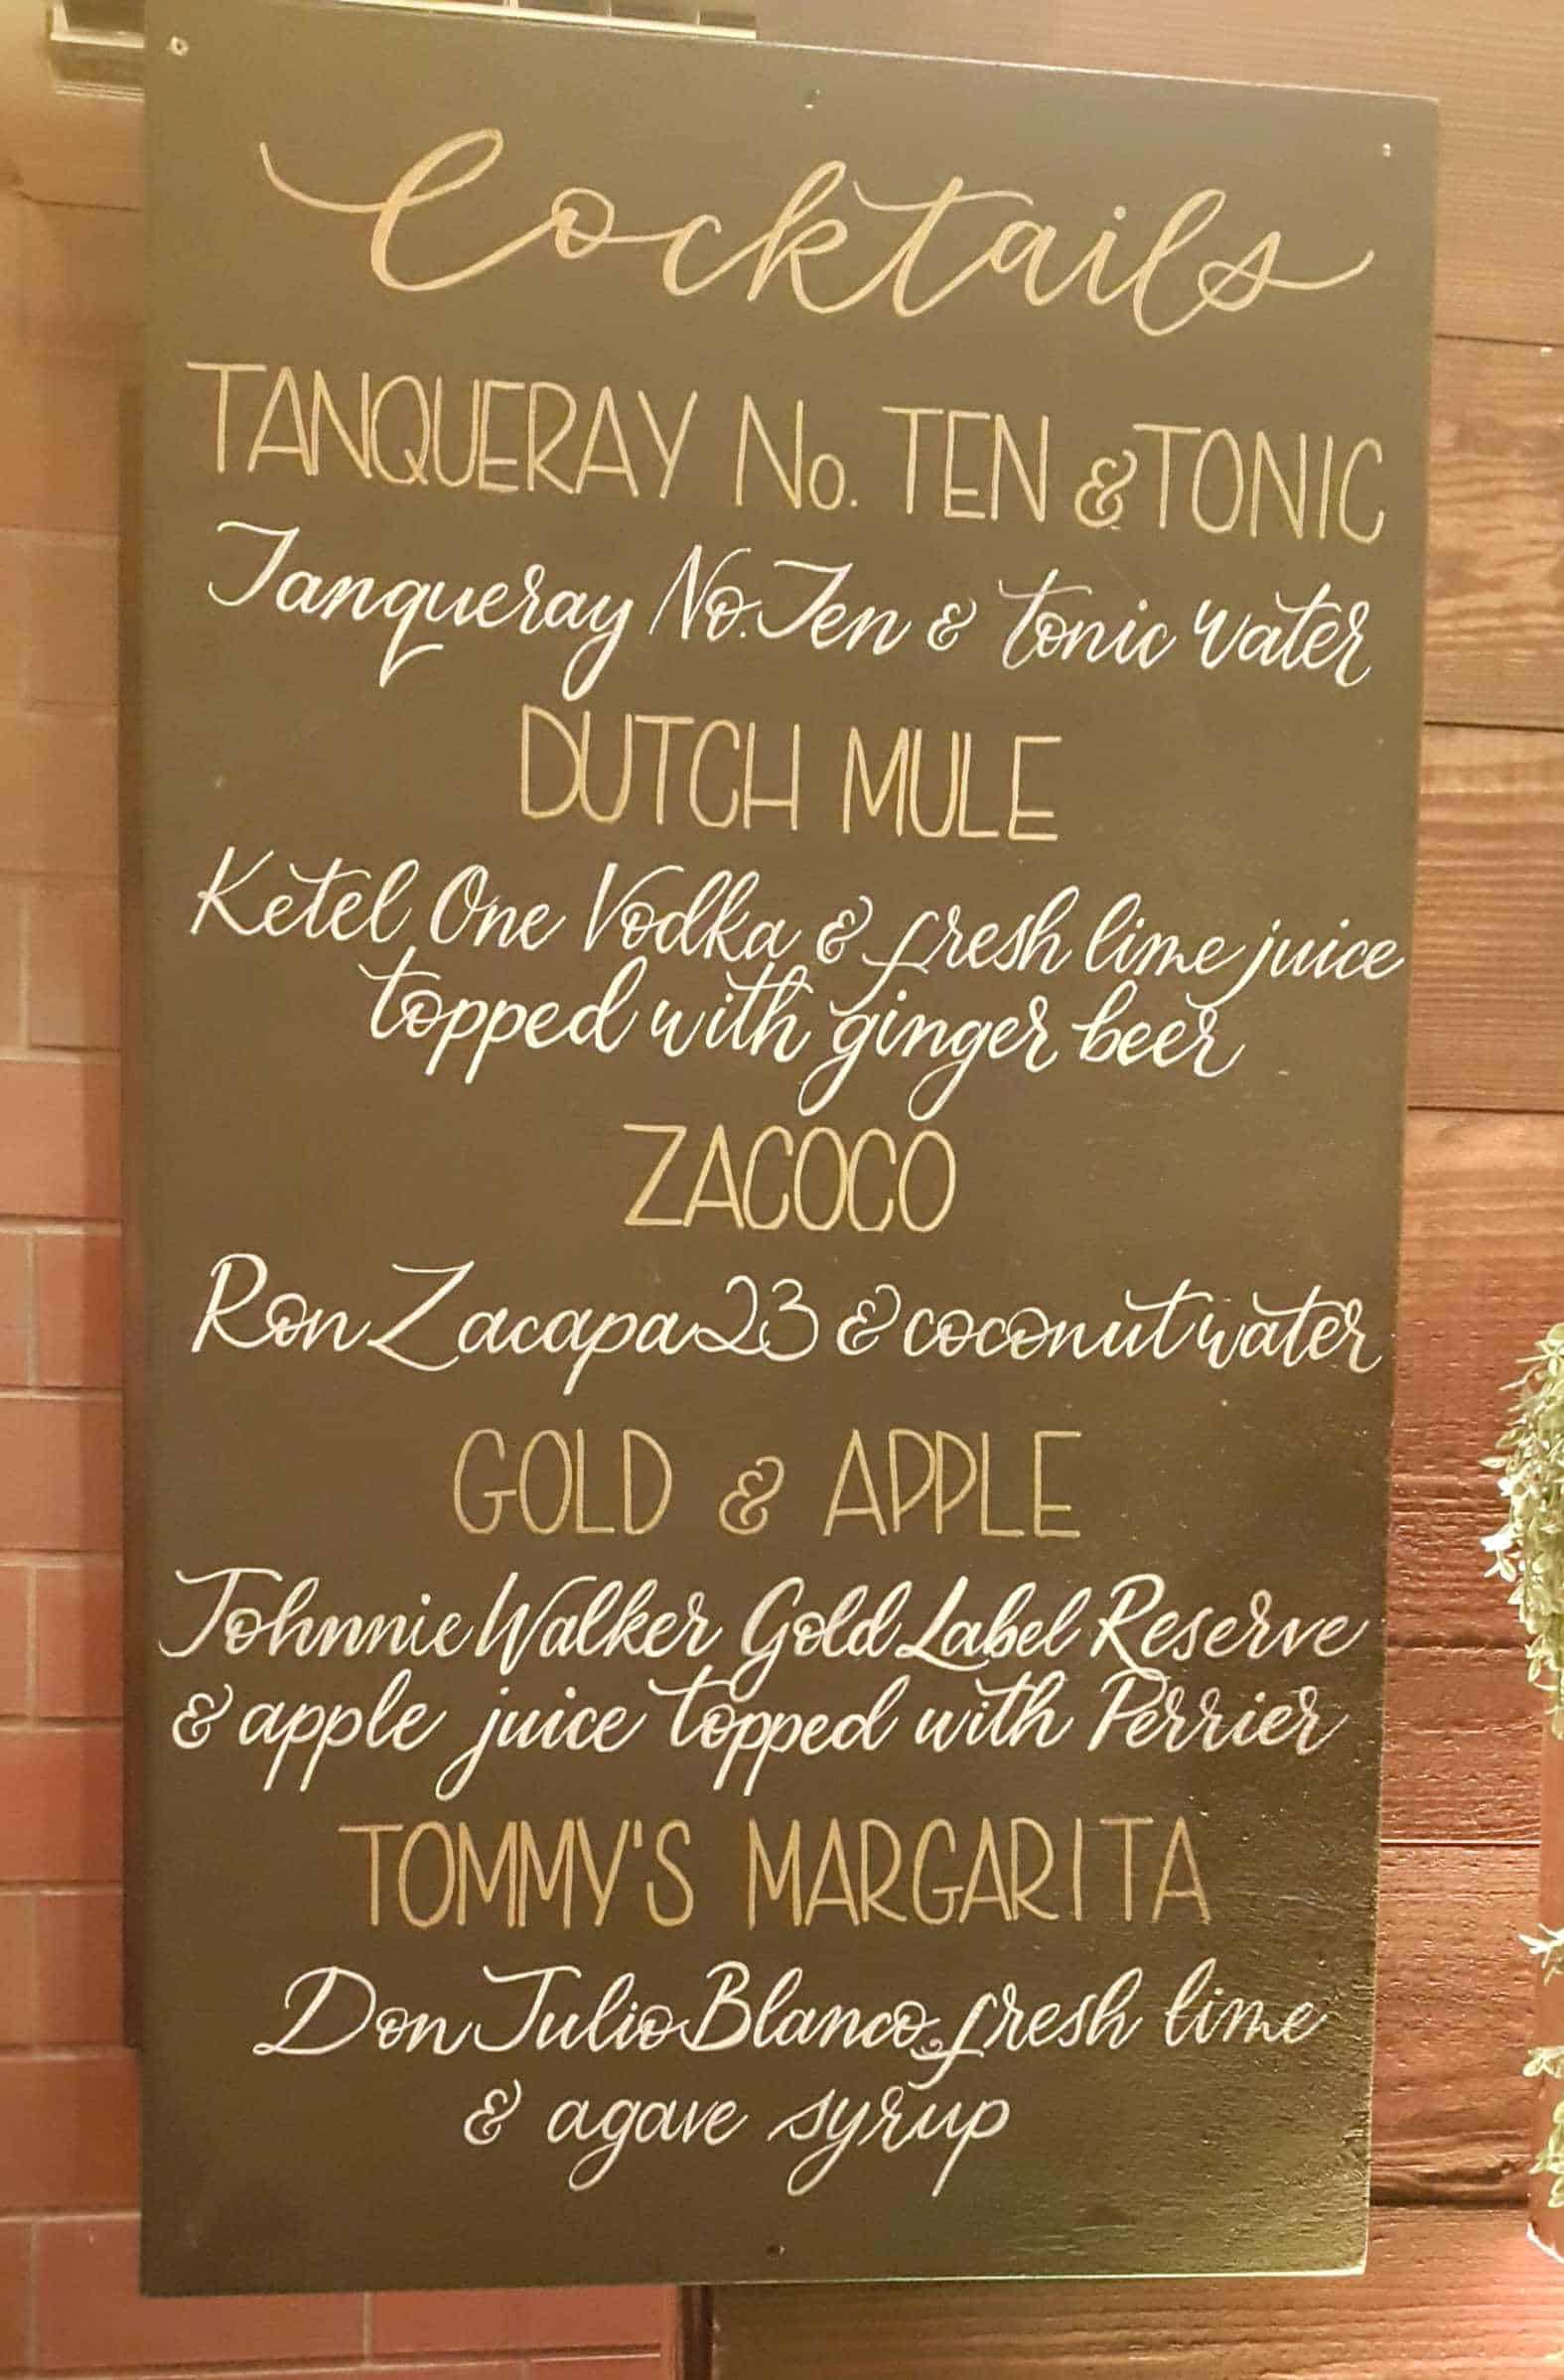 Cocktails
TANQUERAY No. TEN & TONIC
Tanqueray No. Ten & tonic water
DUTCH MULE
Ketel One Vodka & fresh lime juice
topped with ginger beer
ZACOCO
Ron Zacapa 23 & coconut water
GOLD & APPLE
Johnnie Walker Gold Label Reserve
& apple juice topped with Perrier
TOMMY'S MARGARITA
Don Julio Blanco, fresh lime
& agave syrup